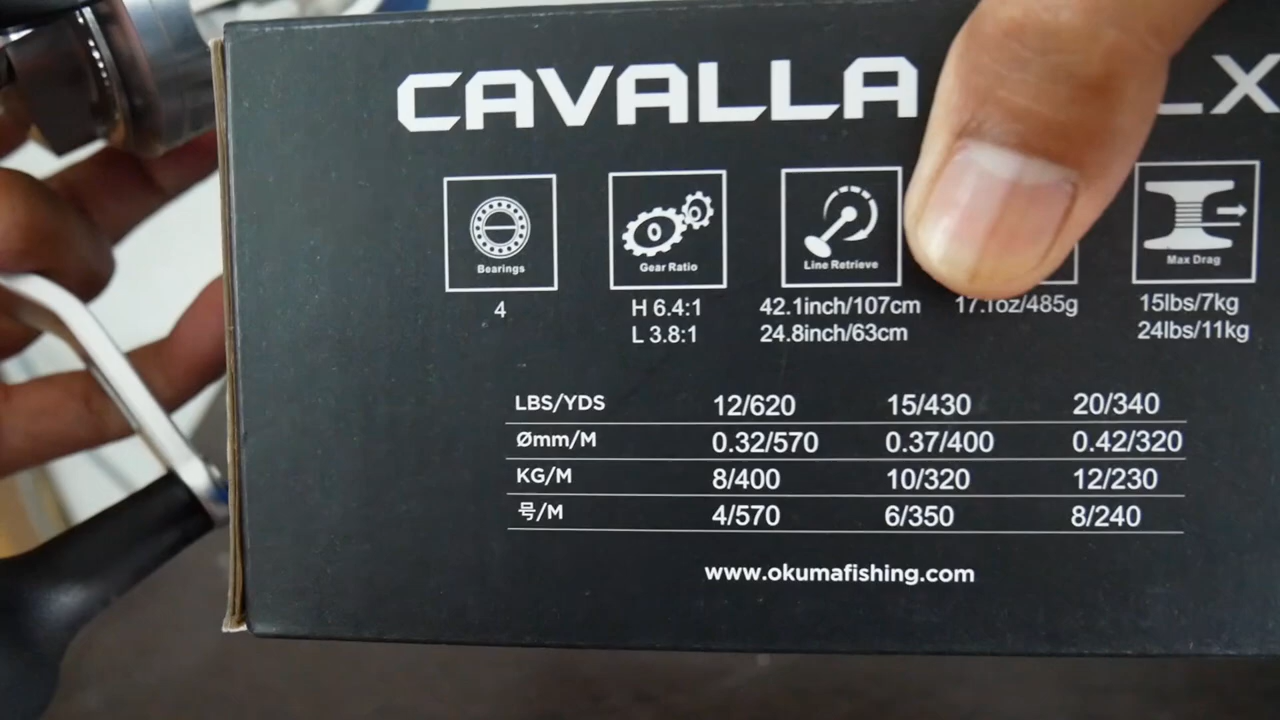 CAVALLA LX
Bearings
Gear Ratio
Line Retrieve
Max Drag
4
H 6.4:1
42.1inch/107cm
17.1oz/485g
15lbs/7kg
L 3.8:1
24.8inch/63cm
24lbs/11kg
LBS/YDS 12/620 15/430 20/340
Ømm/M 0.32/570 0.37/400 0.42/320
KG/M 8/400 10/320 12/230
号/M 4/570 6/350 8/240
www.okumafishing.com